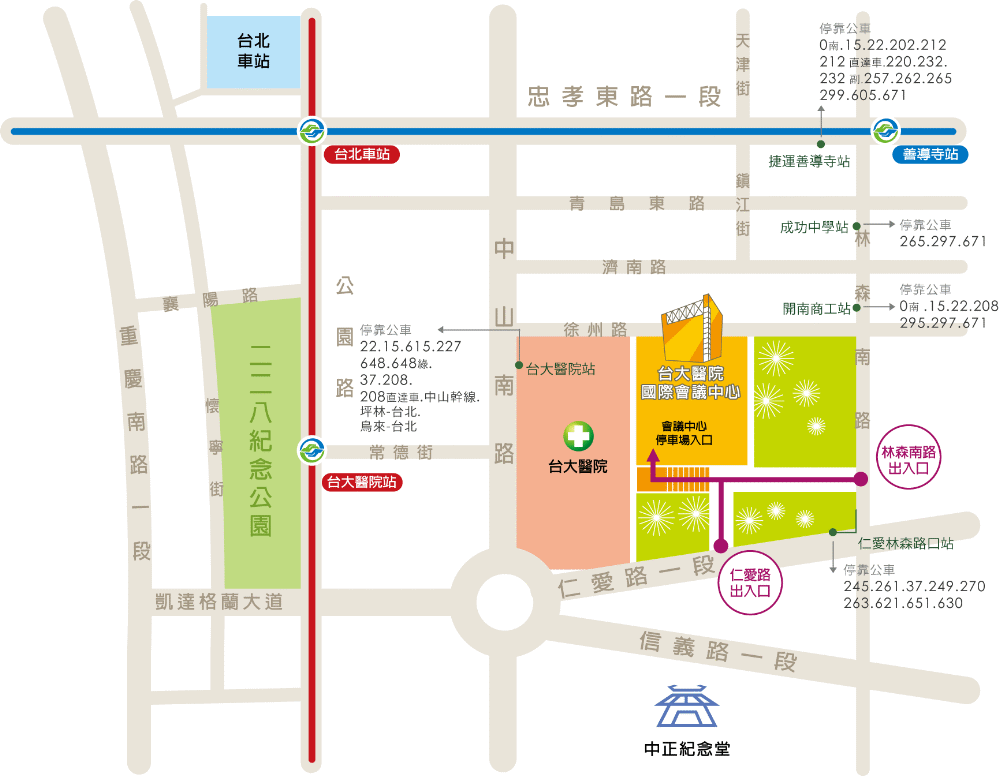 台北
車站
天津街
停靠公車
0南.15.22.202.212
212 直達車.220.232.
232 副.257.262.265
299.605.671
忠孝東路一段
台北車站
善導寺站
捷運善導寺站
鎮江街
青島東路
成功中學站
停靠公車
265.297.671
中山南路
濟南路
林森南路
公園路
襄陽路
開南商工站
停靠公車
0南 .15.22.208
295.297.671
重慶南路一段
徐州路
停靠公車
22.15.615.227
648.648綠.
37.208.
208直達車.中山幹線.
坪林-台北.
烏來-台北
台大醫院站
台大醫院
國際會議中心
二二八紀念公園
懷寧街
會議中心
停車場入口
常德街
台大醫院
林森南路
出入口
台大醫院站
仁愛林森路口站
停靠公車
245.261.37.249.270
263.621.651.630
仁愛路一段
仁愛路
出入口
凱達格蘭大道
信義路一段
中正紀念堂